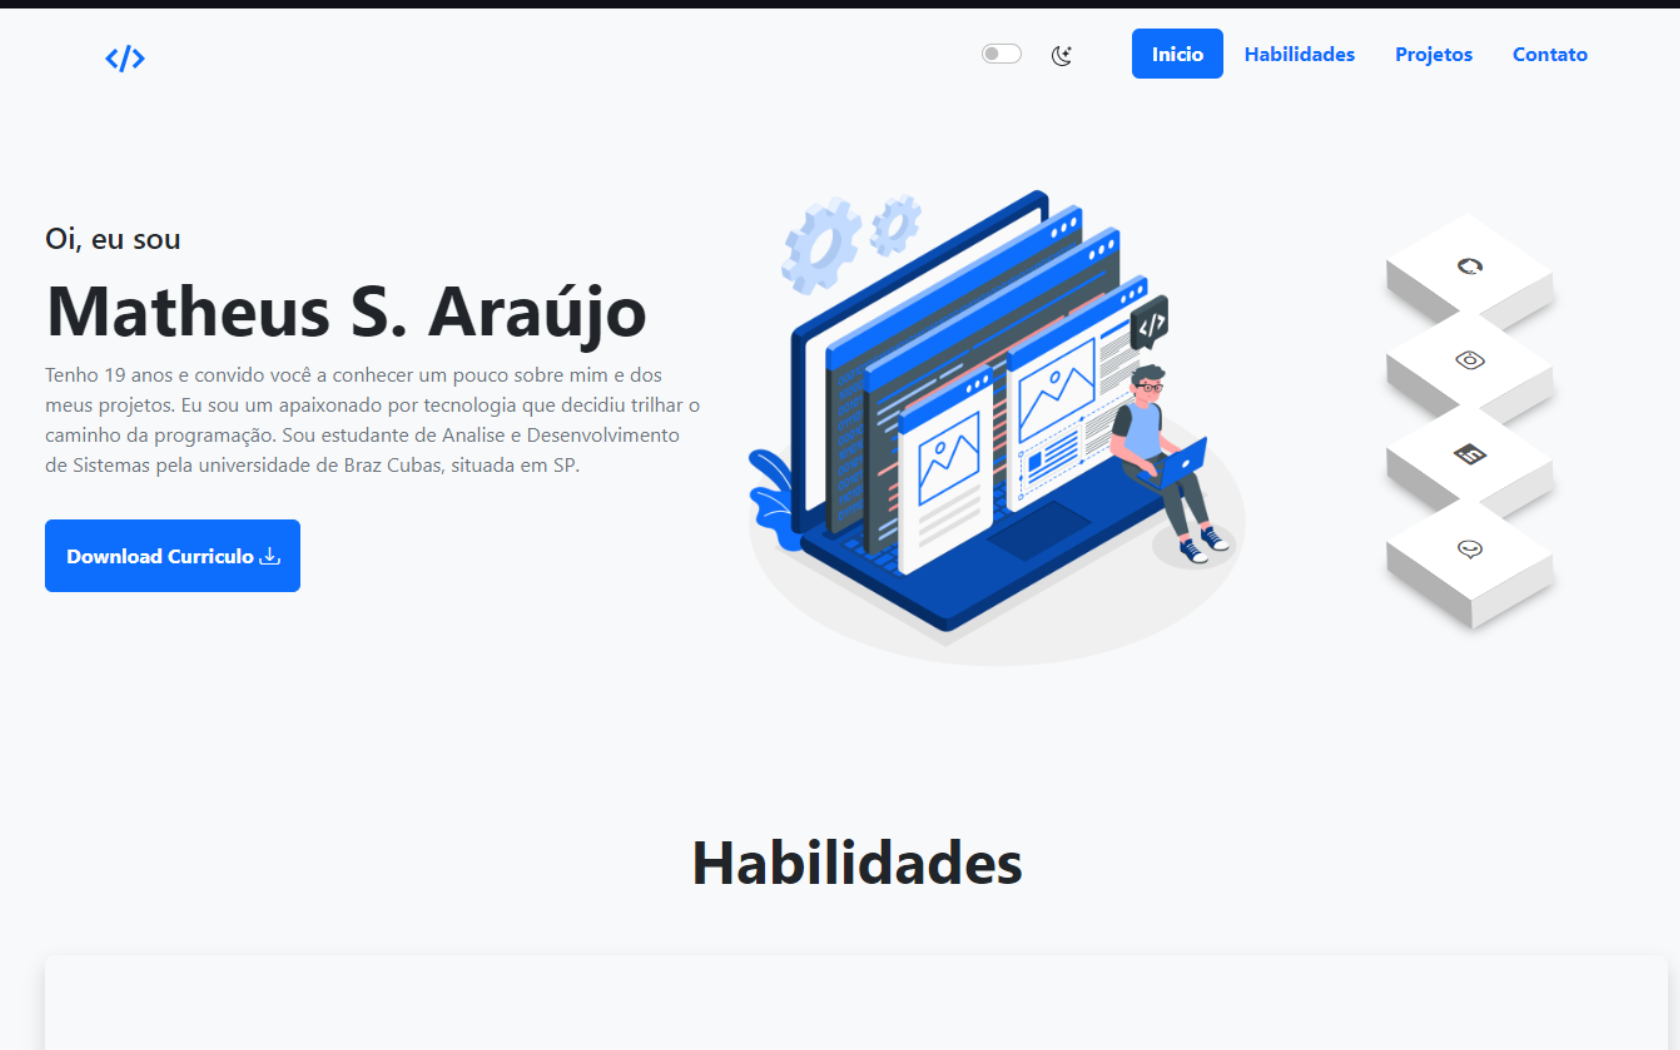 </>
Inicio
Habilidades
Projetos
Contato
Oi, eu sou
Matheus S. Araújo
Tenho 19 anos e convido você a conhecer um pouco sobre mim e dos
meus projetos. Eu sou um apaixonado por tecnologia que decidiu trilhar o
caminho da programação. Sou estudante de Analise e Desenvolvimento
de Sistemas pela universidade de Braz Cubas, situada em SP.
Download Curriculo
</>
Habilidades